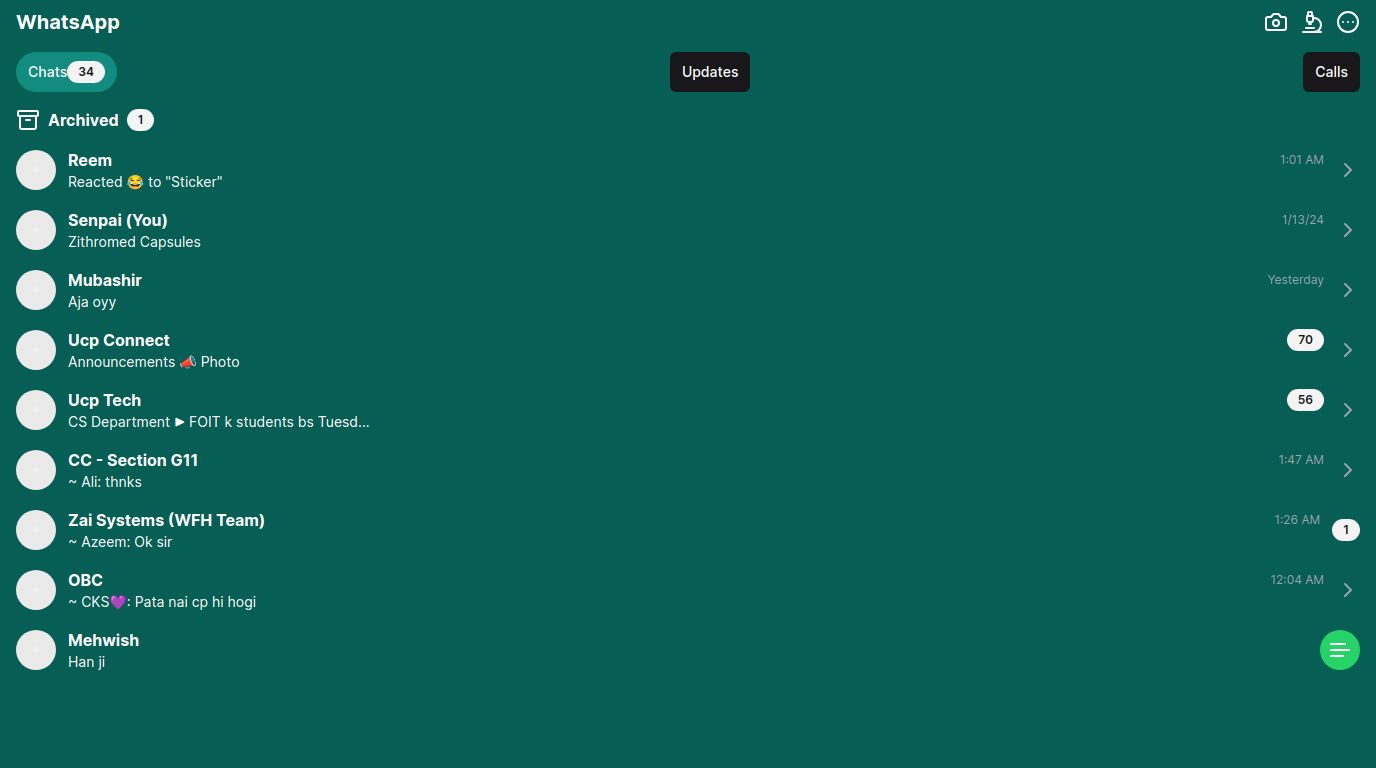 WhatsApp
Chats 34
Updates
Calls
Archived 1
Reem
1:01 AM
Reacted 😂 to "Sticker"
Senpai (You)
1/13/24
Zithromed Capsules
Mubashir
Yesterday
Aja oyy
Ucp Connect
70
Announcements 📣 Photo
Ucp Tech
56
CS Department ► FOIT k students bs Tuesd...
CC - Section G11
1:47 AM
~ Ali: thnks
Zai Systems (WFH Team)
1:26 AM
1
~ Azeem: Ok sir
OBC
12:04 AM
~ CKS💜: Pata nai cp hi hogi
Mehwish
Han ji